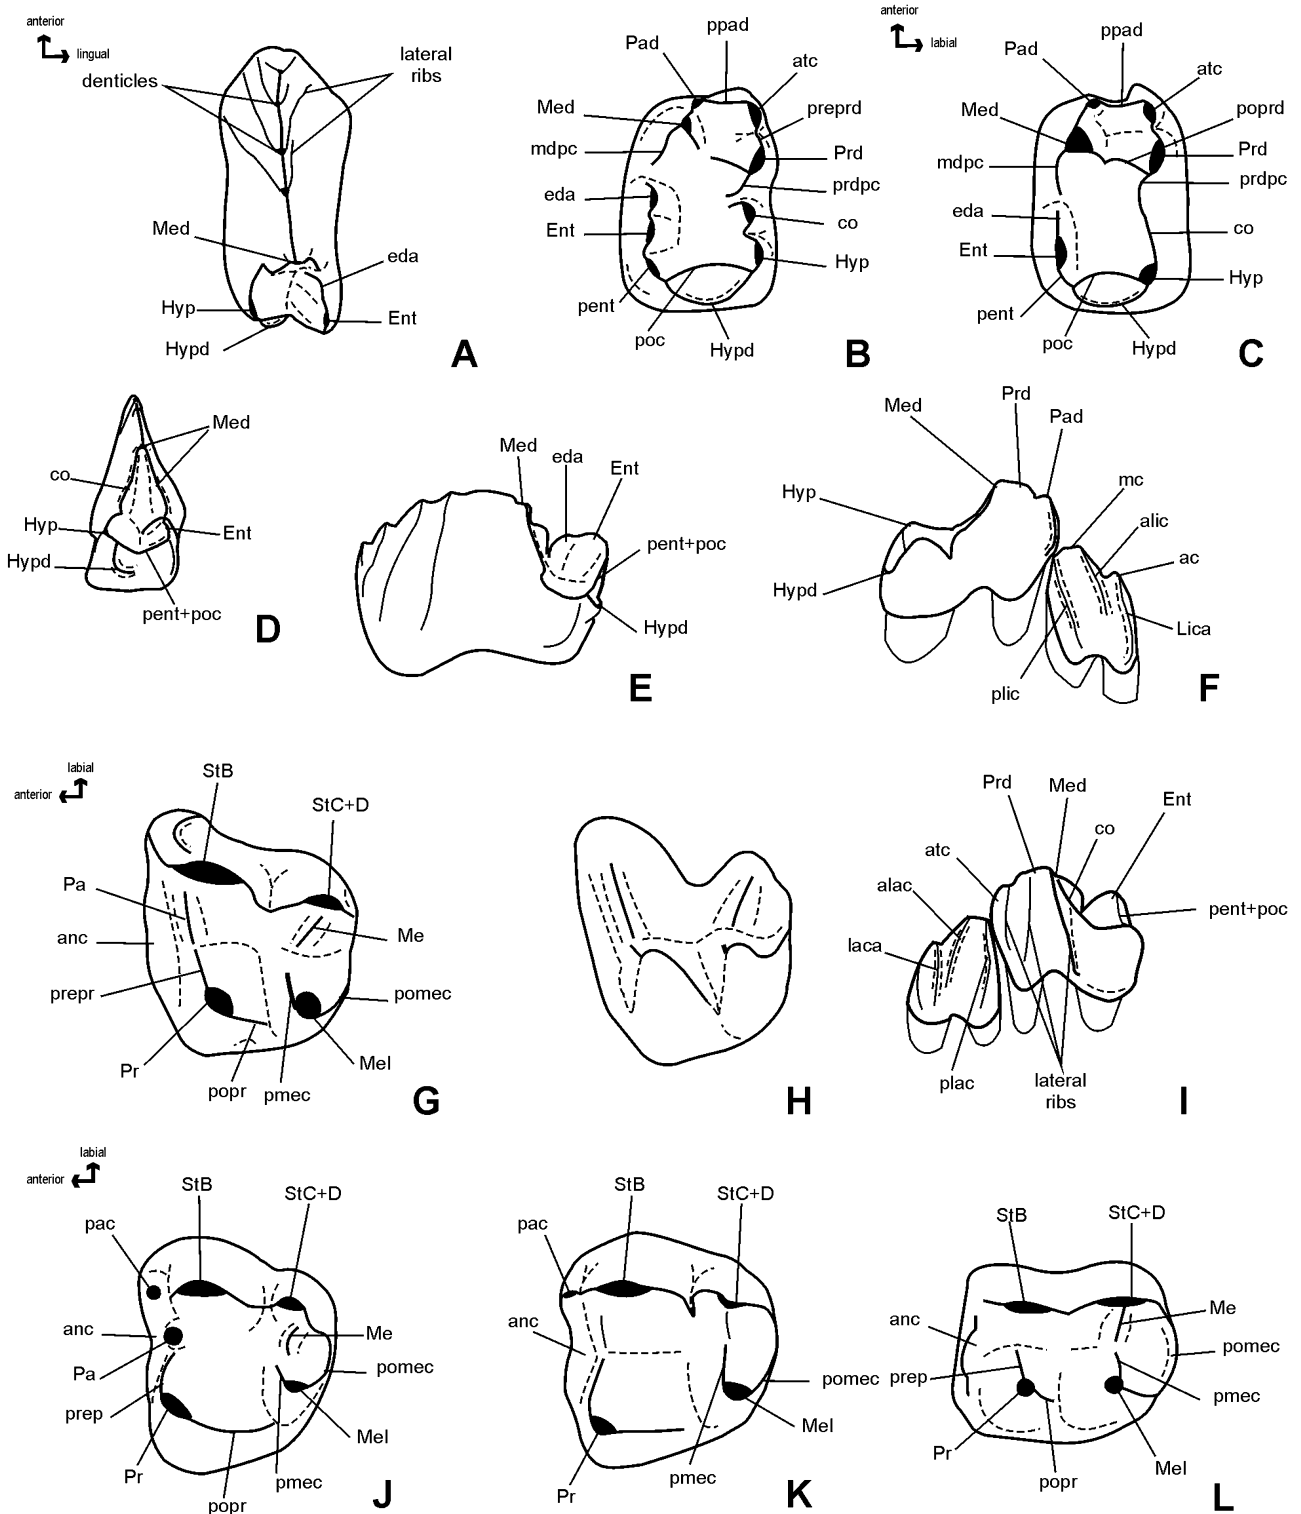 anterior
lingual
denticles
lateral
ribs
Med
eda
Hyp
Ent
Hypd
A
ppad
Pad
atc
Med
preprd
mdpc
Prd
prdpc
eda
co
Ent
Hyp
pent
poc
Hypd
B
anterior
labial
ppad
Pad
atc
Med
poprd
mdpc
Prd
prdpc
eda
co
Ent
Hyp
pent
poc
Hypd
C
Med
co
Hyp
Ent
Hypd
pent+poc
D
Med
eda
Ent
pent+poc
Hypd
E
Prd
Med
Pad
mc
Hyp
alic
ac
Hypd
Lica
plic
F
labial
anterior
StB
StC+D
Pa
anc
Me
prepr
pomec
Pr
Mel
popr
pmec
G
H
Prd
Med
Ent
co
atc
alac
pent+poc
laca
plac
lateral
ribs
I
labial
anterior
StB
StC+D
pac
anc
Me
Pa
pomec
prep
Mel
Pr
pmec
popr
J
StB
StC+D
pac
anc
pomec
Mel
pmec
Pr
K
StB
StC+D
Me
anc
pomec
prep
pmec
Pr
Mel
popr
L